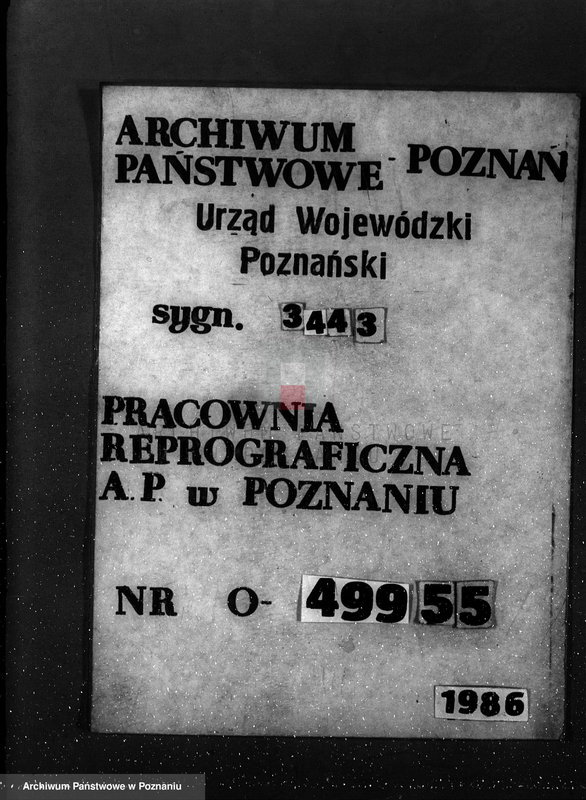 ARCHIWUM
PAŃSTWOWE - POZNAŃ
Urząd Wojewódzki
Poznański
sygn. 3443
PRACOWNIA
REPROGRAFICZNA
A.P. w POZNANIU
NR O- 49955
1986
Archiwum Państwowe w Poznaniu